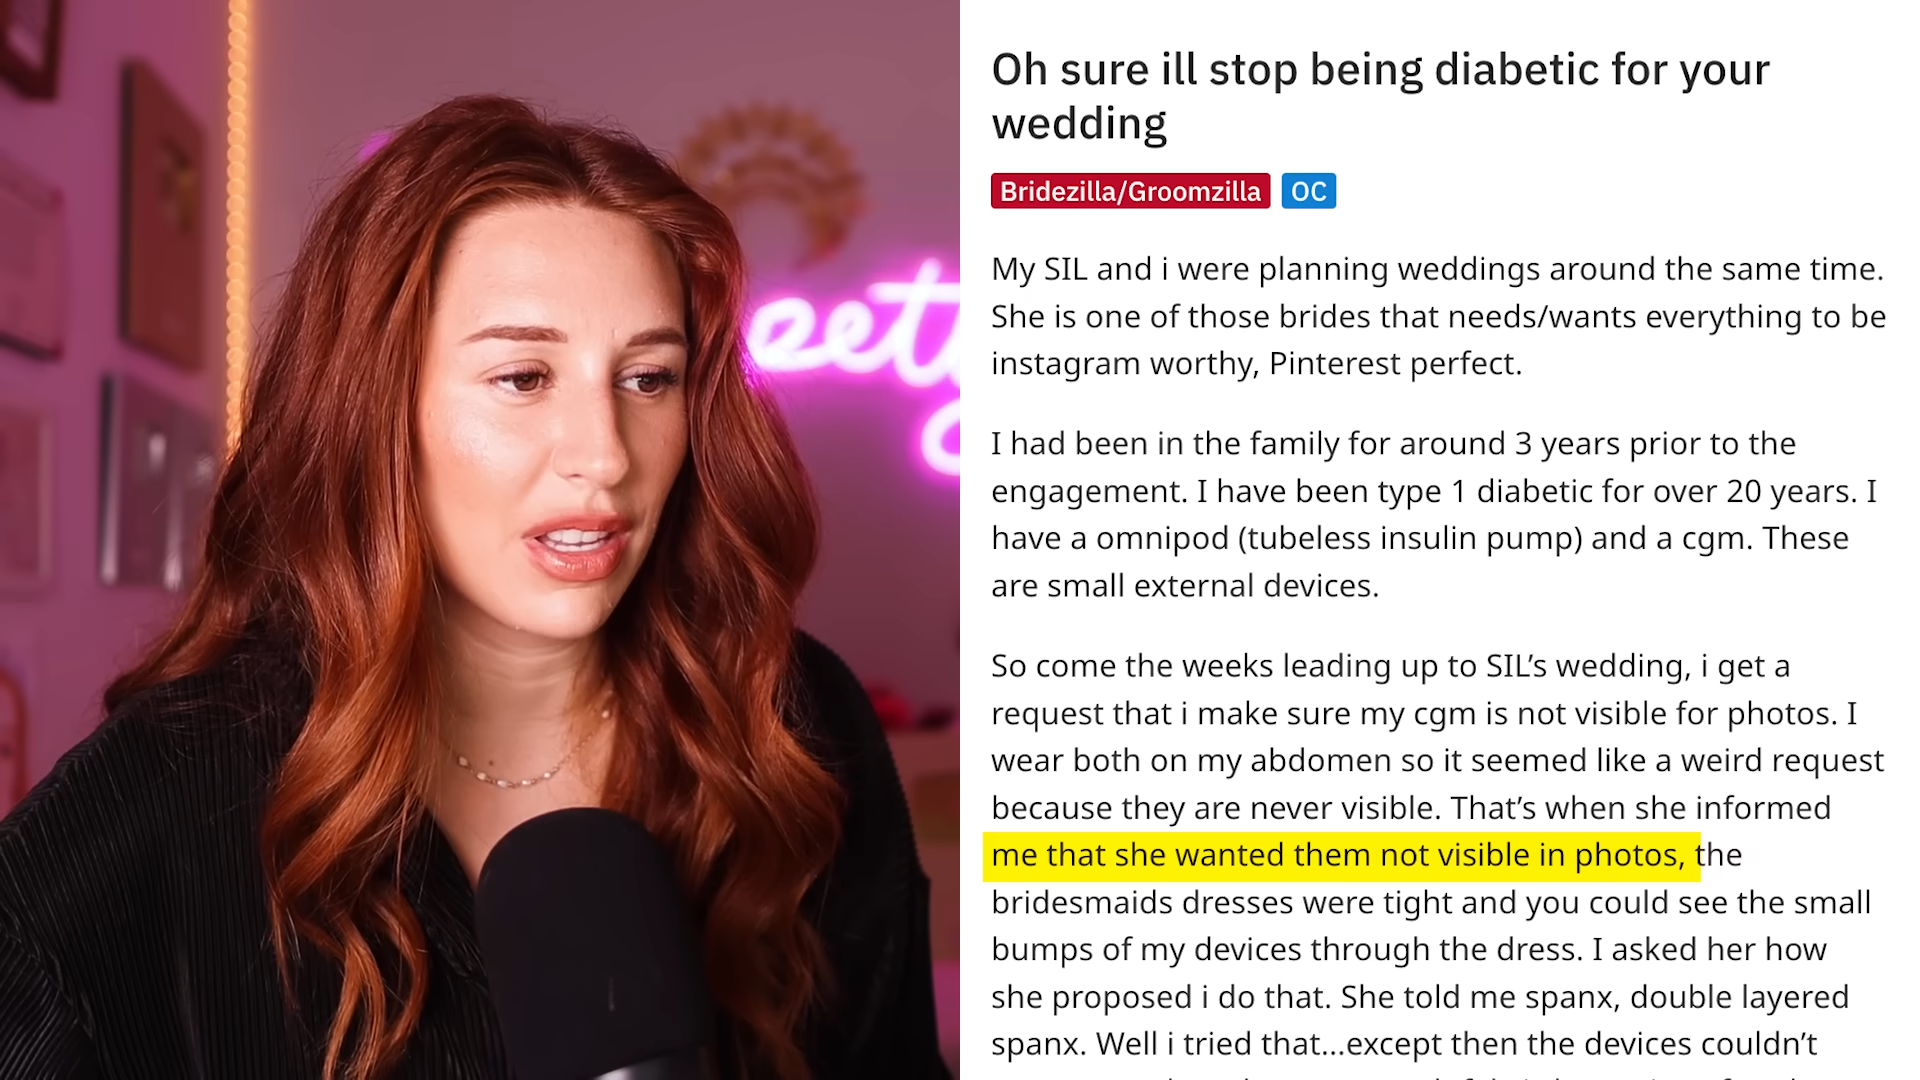 Oh sure ill stop being diabetic for your
wedding
Bridezilla/Groomzilla OC
My SIL and i were planning weddings around the same time.
She is one of those brides that needs/wants everything to be
instagram worthy, Pinterest perfect.
I had been in the family for around 3 years prior to the
engagement. I have been type 1 diabetic for over 20 years. I
have a omnipod (tubeless insulin pump) and a cgm. These
are small external devices.
So come the weeks leading up to SIL’s wedding, i get a
request that i make sure my cgm is not visible for photos. I
wear both on my abdomen so it seemed like a weird request
because they are never visible. That’s when she informed
me that she wanted them not visible in photos, the
bridesmaids dresses were tight and you could see the small
bumps of my devices through the dress. I asked her how
she proposed i do that. She told me spanx, double layered
spanx. Well i tried that...except then the devices couldn’t